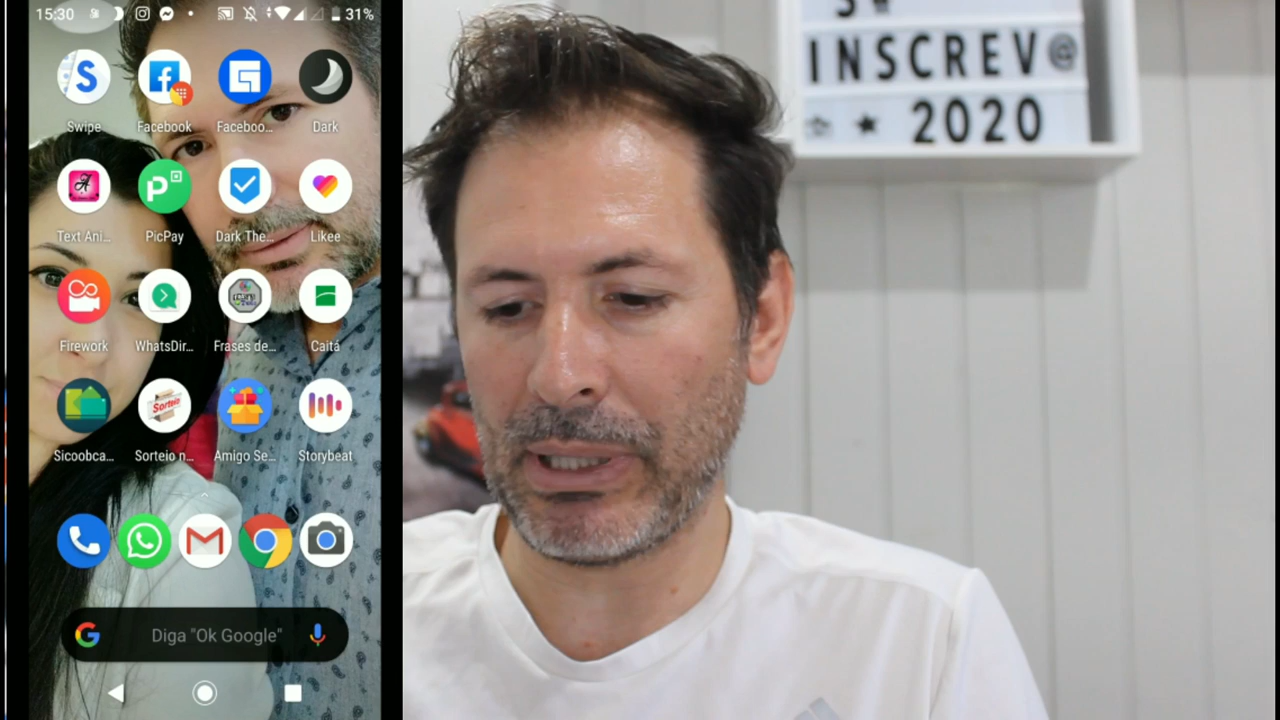 15:30
31%
Swipe
Facebook
Faceboo...
Dark
Text Ani...
PicPay
Dark The...
Likee
Firework
WhatsDir...
Frases de...
Caitá
Sicoobca...
Sorteio
Sorteio n...
Amigo Se...
Storybeat
Diga "Ok Google"
INSCREV@
2020